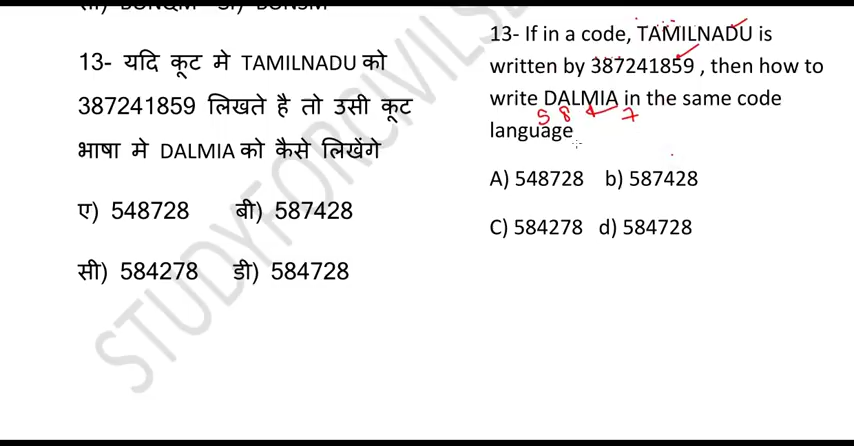 13- यदि कूट मे TAMILNADU को
387241859 लिखते है तो उसी कूट
भाषा मे DALMIA को कैसे लिखेंगे
ए) 548728 बी) 587428
सी) 584278 डी) 584728
13- If in a code, TAMILNADU is
written by 387241859 , then how to
write DALMIA in the same code
5 8 4 7
language
A) 548728 b) 587428
C) 584278 d) 584728